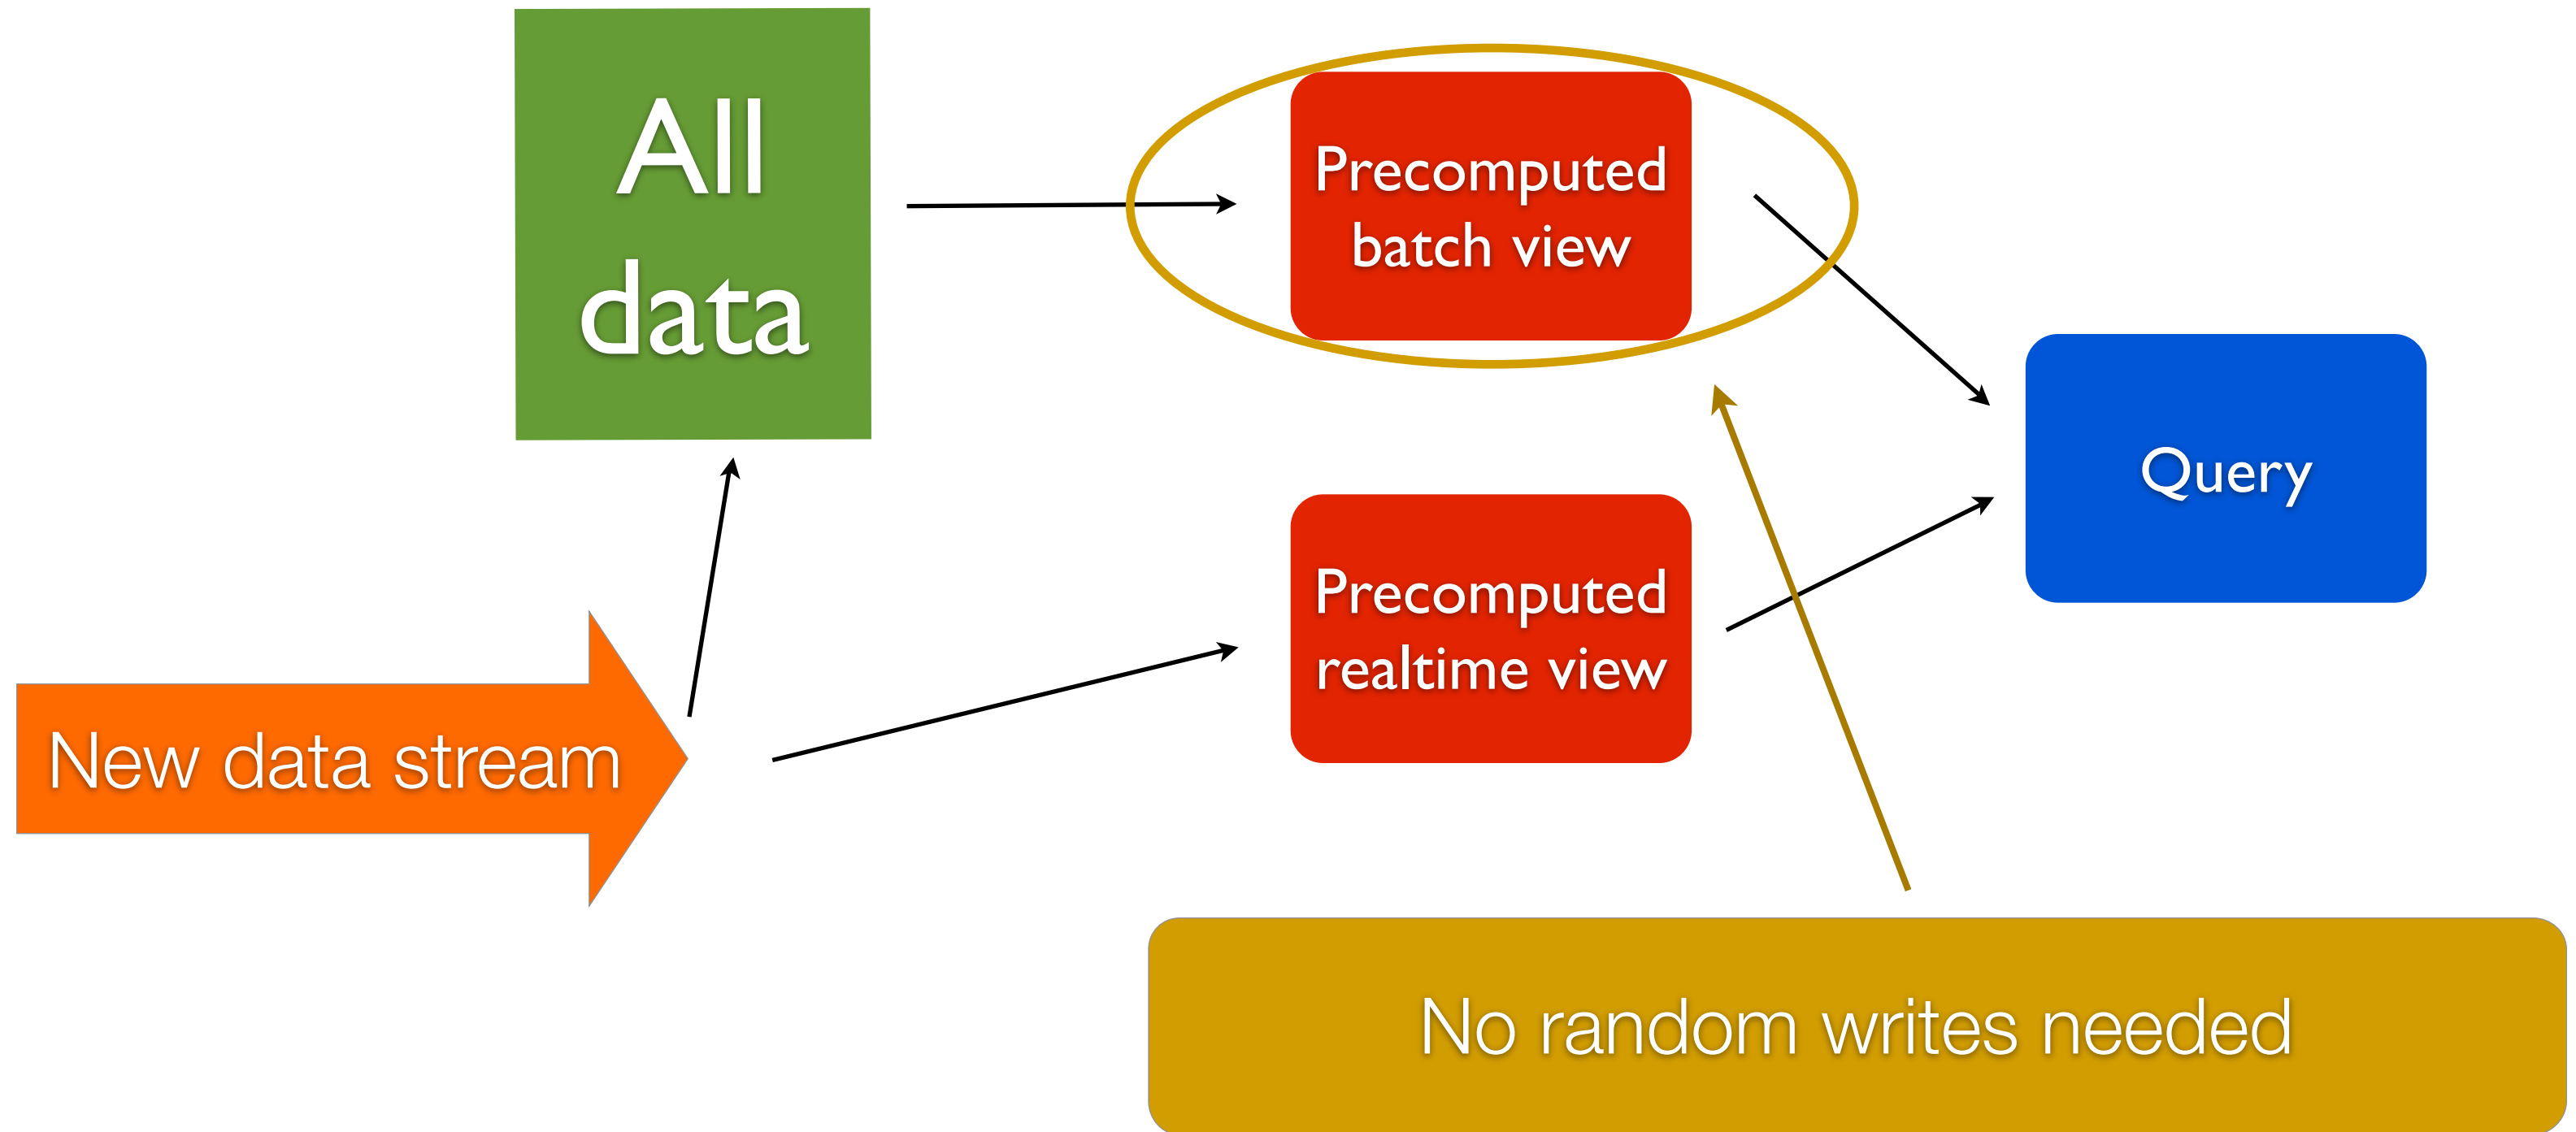 All
data
Precomputed
batch view
Query
Precomputed
realtime view
New data stream
No random writes needed